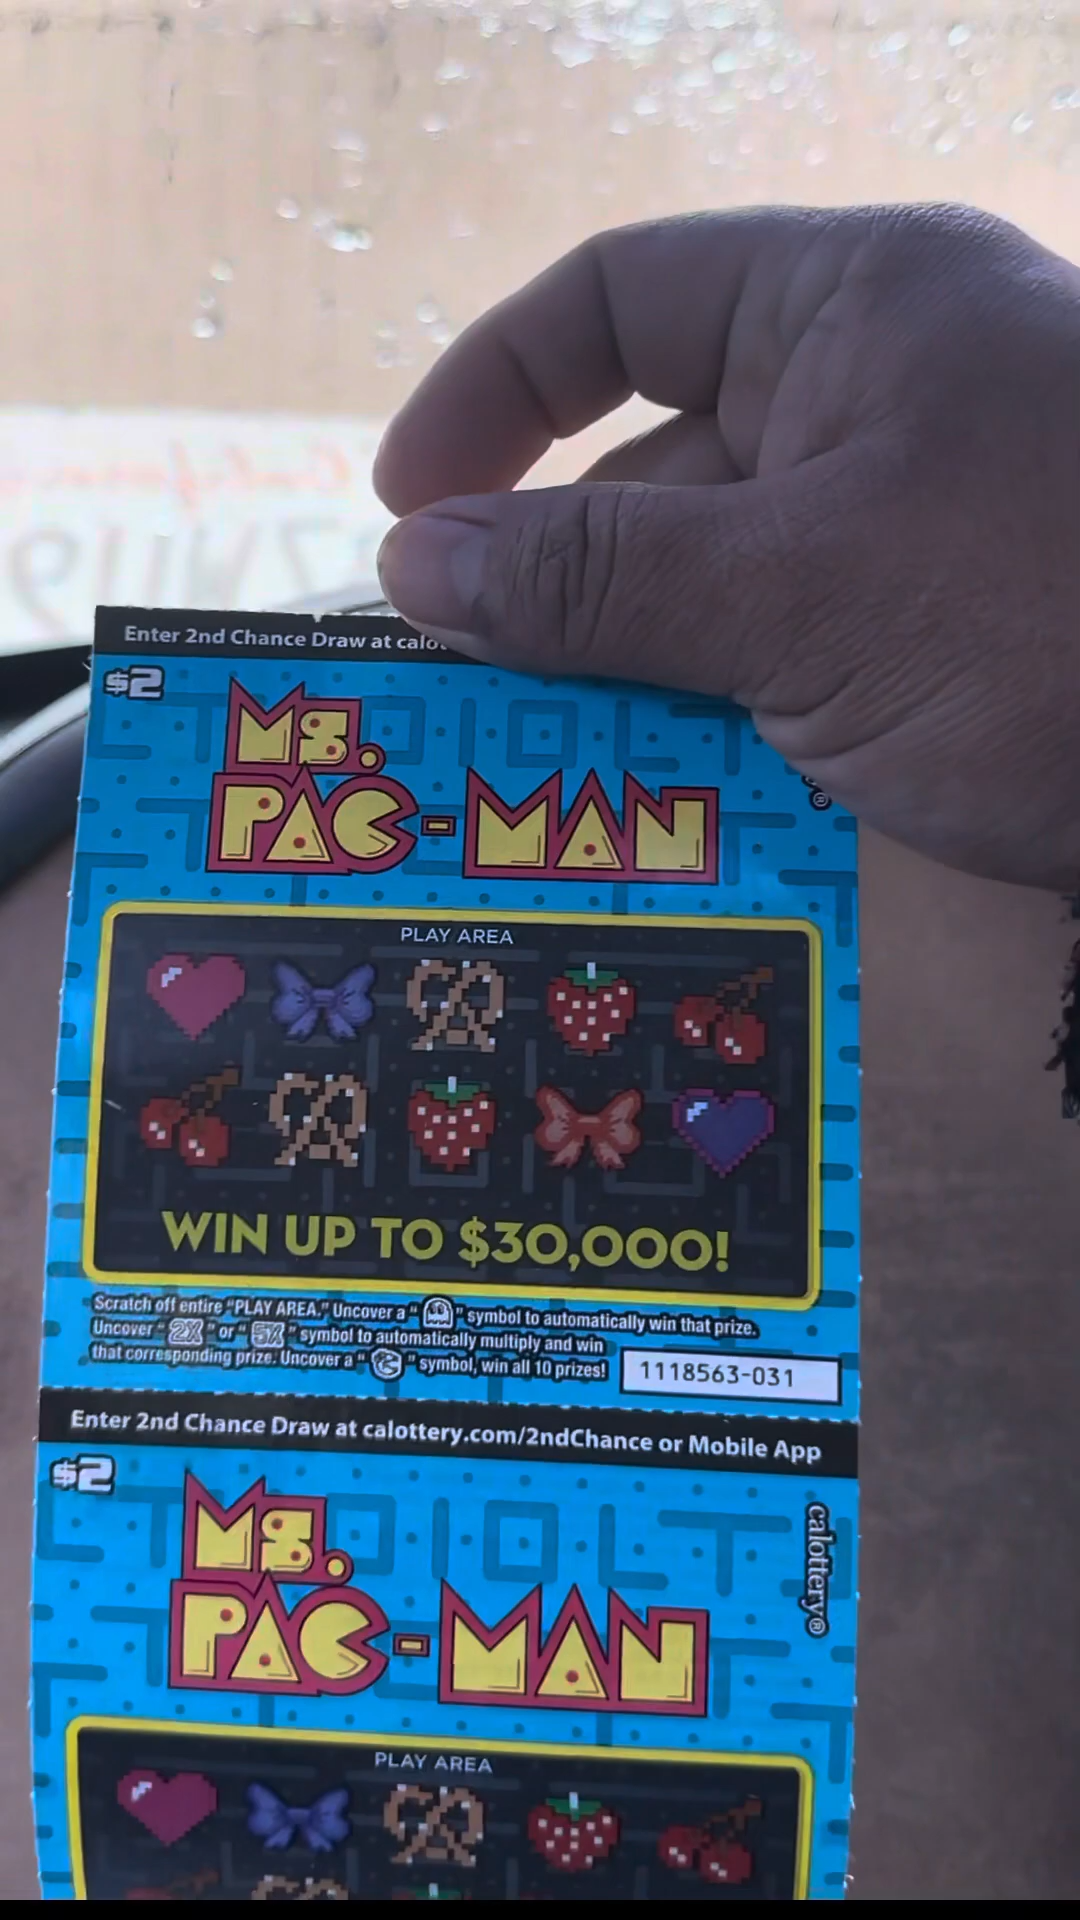 Enter 2nd Chance Draw at
$2
Ms.
PAC-MAN
PLAY AREA
WIN UP TO $30,000!
Scratch off entire "PLAY AREA." Uncover a " " symbol to automatically win that prize.
Uncover "2X" or "5X" symbol to automatically multiply and win
that corresponding prize. Uncover a " " symbol, win all 10 prizes!
1118563-031
Enter 2nd Chance Draw at calottery.com/2ndChance or Mobile App
$2
calottery®
Ms.
PAC-MAN
PLAY AREA